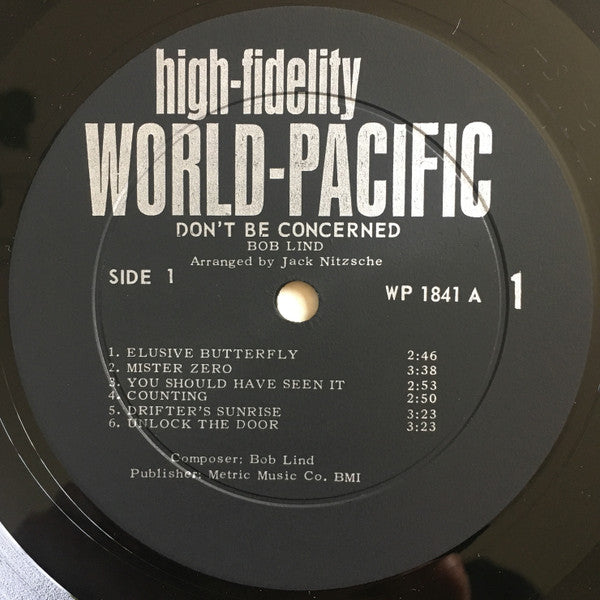 high-fidelity
WORLD-PACIFIC
DON'T BE CONCERNED
BOB LIND
Arranged by Jack Nitzsche
SIDE 1
WP 1841 A
1
1. ELUSIVE BUTTERFLY 2:46
2. MISTER ZERO 3:38
3. YOU SHOULD HAVE SEEN IT 2:53
4. COUNTING 2:50
5. DRIFTER'S SUNRISE 3:23
6. UNLOCK THE DOOR 3:23
Composer; Bob Lind
Publisher; Metric Music Co. BMI